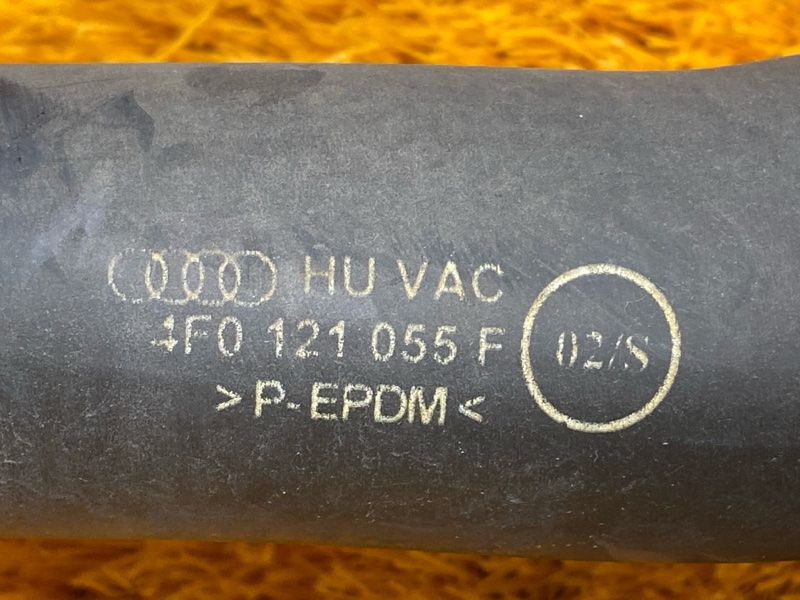 HU VAC
4F0 121 055 F
>P-EPDM<
02/S